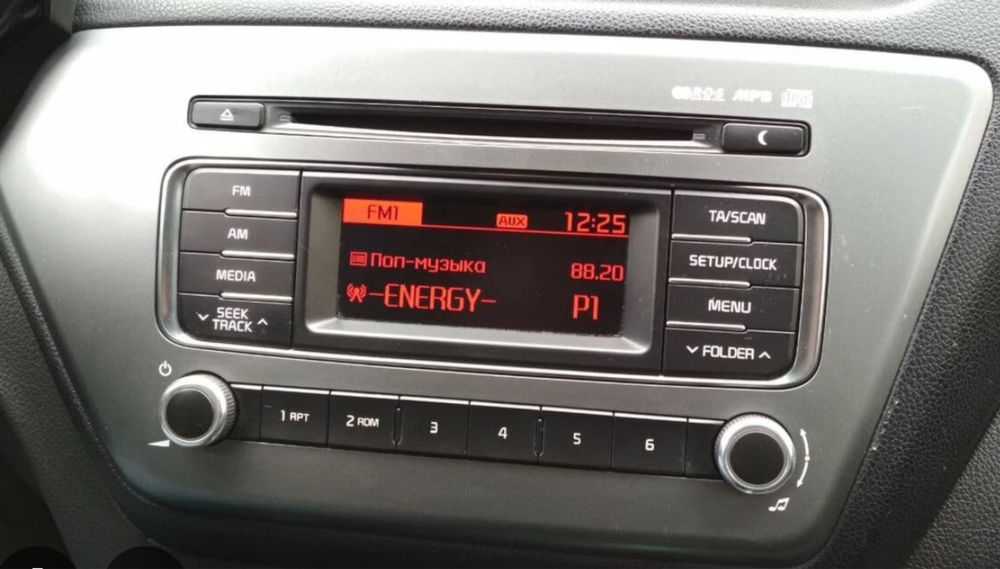 RDS MP3
FM
AM
MEDIA
SEEK
TRACK
FM1 AUX 12:25
Поп-музыка 88.20
-ENERGY- P1
TA/SCAN
SETUP/CLOCK
MENU
FOLDER
1 RPT 2 RDM 3 4 5 6